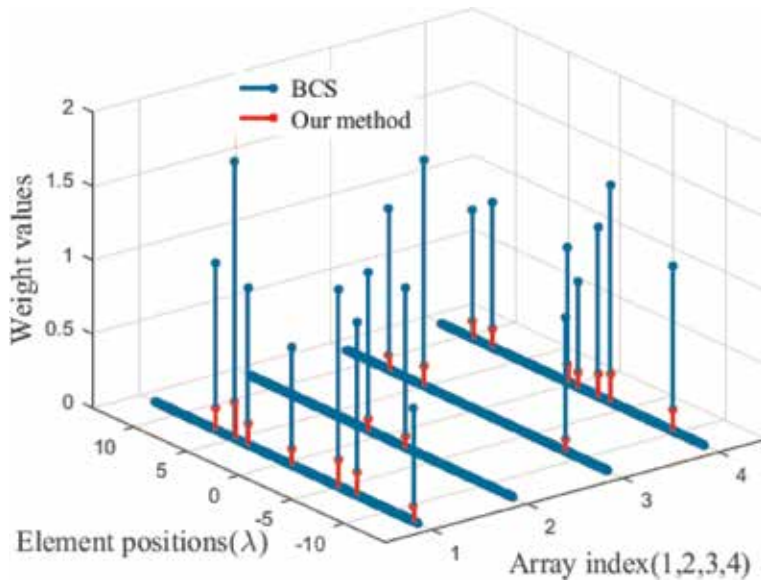 2
BCS
Our method
1.5
1
0.5
0
Weight values
10
5
0
-5
-10
Element positions(λ)
1
2
3
4
Array index(1,2,3,4)